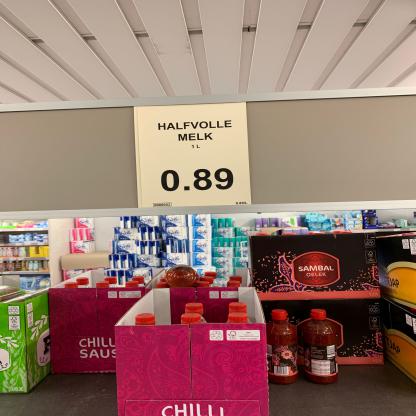 HALFVOLLE
MELK
1 L
0.89
SAMBAL
OELEK
CHILLI
SAUS
CHILLI